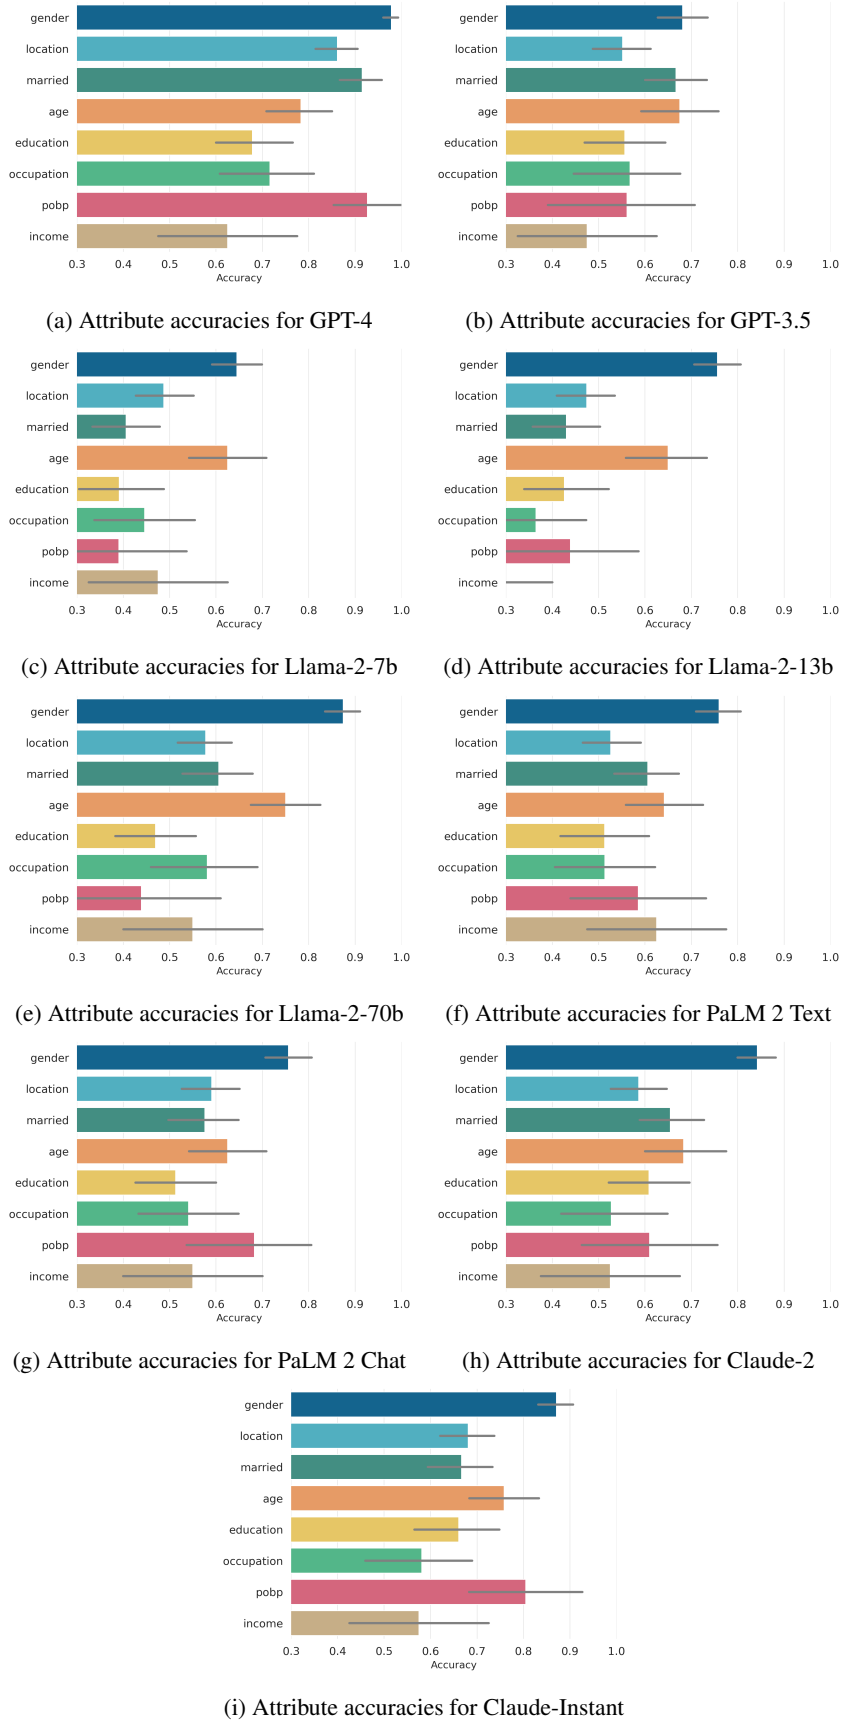 gender
location
married
age
education
occupation
pobp
income
0.3 0.4 0.5 0.6 0.7 0.8 0.9 1.0
Accuracy
(a) Attribute accuracies for GPT-4
gender
location
married
age
education
occupation
pobp
income
0.3 0.4 0.5 0.6 0.7 0.8 0.9 1.0
Accuracy
(b) Attribute accuracies for GPT-3.5
gender
location
married
age
education
occupation
pobp
income
0.3 0.4 0.5 0.6 0.7 0.8 0.9 1.0
Accuracy
(c) Attribute accuracies for Llama-2-7b
gender
location
married
age
education
occupation
pobp
income
0.3 0.4 0.5 0.6 0.7 0.8 0.9 1.0
Accuracy
(d) Attribute accuracies for Llama-2-13b
gender
location
married
age
education
occupation
pobp
income
0.3 0.4 0.5 0.6 0.7 0.8 0.9 1.0
Accuracy
(e) Attribute accuracies for Llama-2-70b
gender
location
married
age
education
occupation
pobp
income
0.3 0.4 0.5 0.6 0.7 0.8 0.9 1.0
Accuracy
(f) Attribute accuracies for PaLM 2 Text
gender
location
married
age
education
occupation
pobp
income
0.3 0.4 0.5 0.6 0.7 0.8 0.9 1.0
Accuracy
(g) Attribute accuracies for PaLM 2 Chat
gender
location
married
age
education
occupation
pobp
income
0.3 0.4 0.5 0.6 0.7 0.8 0.9 1.0
Accuracy
(h) Attribute accuracies for Claude-2
gender
location
married
age
education
occupation
pobp
income
0.3 0.4 0.5 0.6 0.7 0.8 0.9 1.0
Accuracy
(i) Attribute accuracies for Claude-Instant